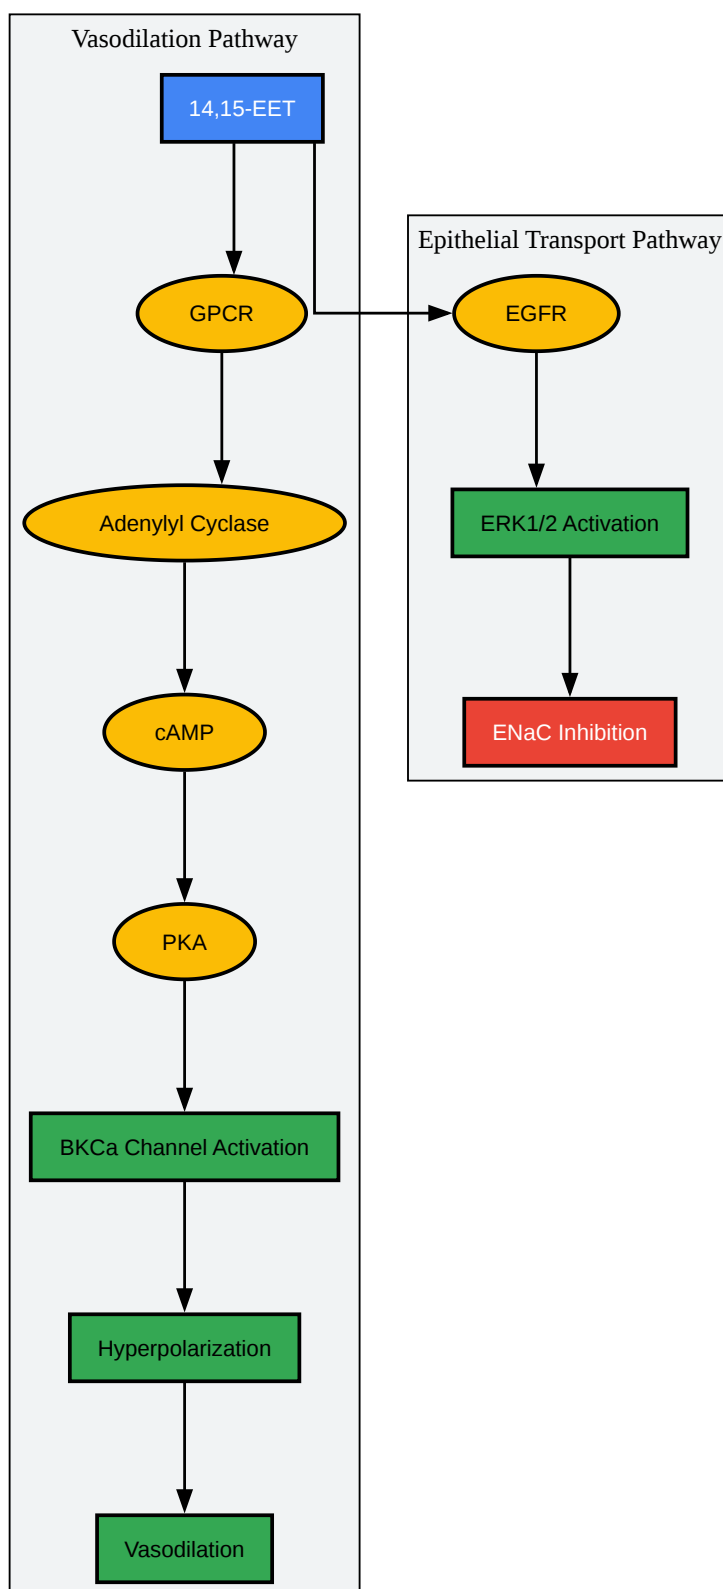 Vasodilation Pathway
14,15-EET
GPCR
Adenylyl Cyclase
cAMP
PKA
BKCa Channel Activation
Hyperpolarization
Vasodilation
Epithelial Transport Pathway
EGFR
ERK1/2 Activation
ENaC Inhibition